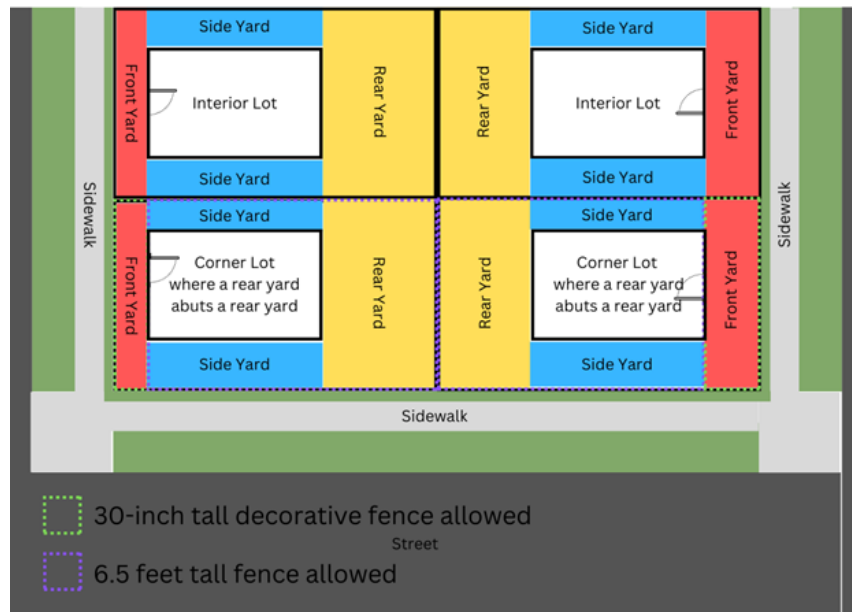 Side Yard
Side Yard
Front Yard
Interior Lot
Rear Yard
Rear Yard
Interior Lot
Front Yard
Side Yard
Side Yard
Sidewalk
Sidewalk
Side Yard
Side Yard
Front Yard
Corner Lot
where a rear yard
abuts a rear yard
Rear Yard
Rear Yard
Corner Lot
where a rear yard
abuts a rear yard
Front Yard
Side Yard
Side Yard
Sidewalk
30-inch tall decorative fence allowed
Street
6.5 feet tall fence allowed